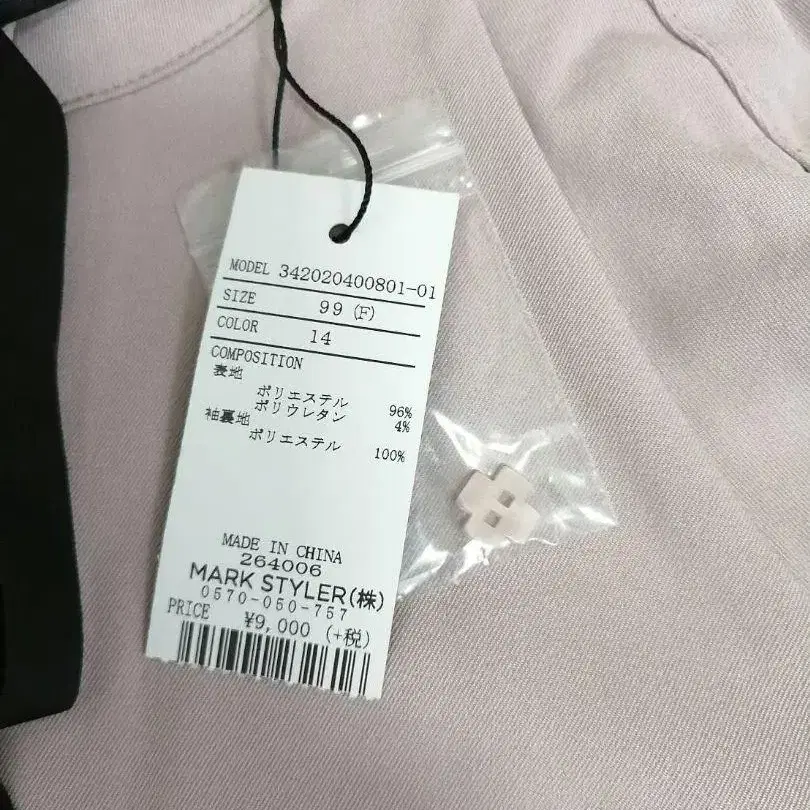 MODEL 342020400801-01
SIZE 99 (F)
COLOR 14
COMPOSITION
表地
ポリエステル 96%
ポリウレタン 4%
袖裏地
ポリエステル 100%
MADE IN CHINA
264006
MARK STYLER(株)
0570-050-757
PRICE ¥9,000 (+税)